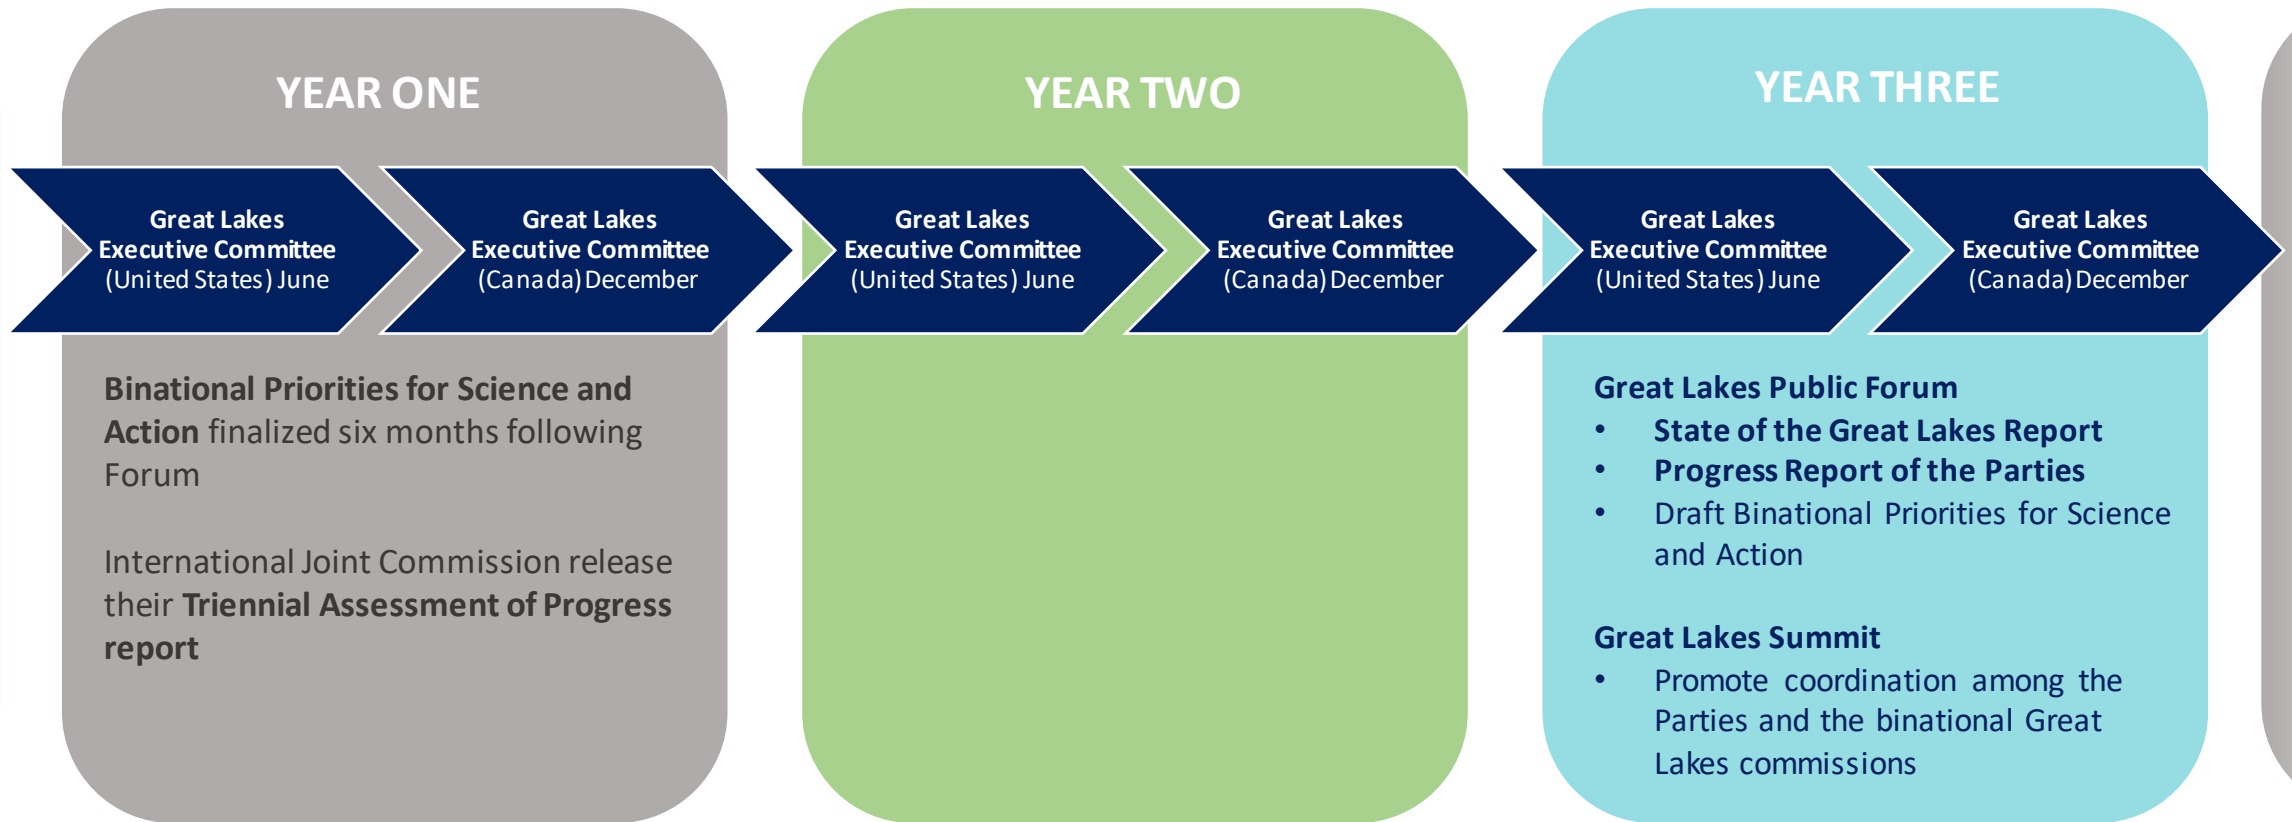 YEAR ONE
Great Lakes
Executive Committee
(United States) June
Great Lakes
Executive Committee
(Canada) December
Binational Priorities for Science and
Action finalized six months following
Forum
International Joint Commission release
their Triennial Assessment of Progress
report
YEAR TWO
Great Lakes
Executive Committee
(United States) June
Great Lakes
Executive Committee
(Canada) December
YEAR THREE
Great Lakes
Executive Committee
(United States) June
Great Lakes
Executive Committee
(Canada) December
Great Lakes Public Forum
• State of the Great Lakes Report
• Progress Report of the Parties
• Draft Binational Priorities for Science
and Action
Great Lakes Summit
• Promote coordination among the
Parties and the binational Great
Lakes commissions